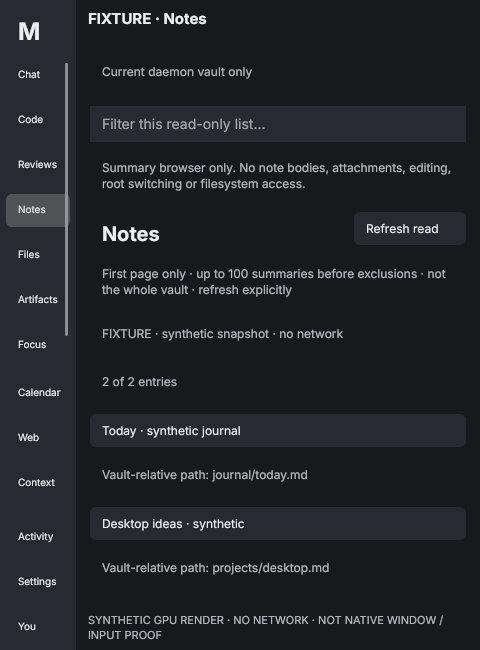 M
Chat
Code
Reviews
Notes
Files
Artifacts
Focus
Calendar
Web
Context
Activity
Settings
You
FIXTURE · Notes
Current daemon vault only
Filter this read-only list...
Summary browser only. No note bodies, attachments, editing,
root switching or filesystem access.
Notes
Refresh read
First page only · up to 100 summaries before exclusions · not
the whole vault · refresh explicitly
FIXTURE · synthetic snapshot · no network
2 of 2 entries
Today · synthetic journal
Vault-relative path: journal/today.md
Desktop ideas · synthetic
Vault-relative path: projects/desktop.md
SYNTHETIC GPU RENDER · NO NETWORK · NOT NATIVE WINDOW /
INPUT PROOF